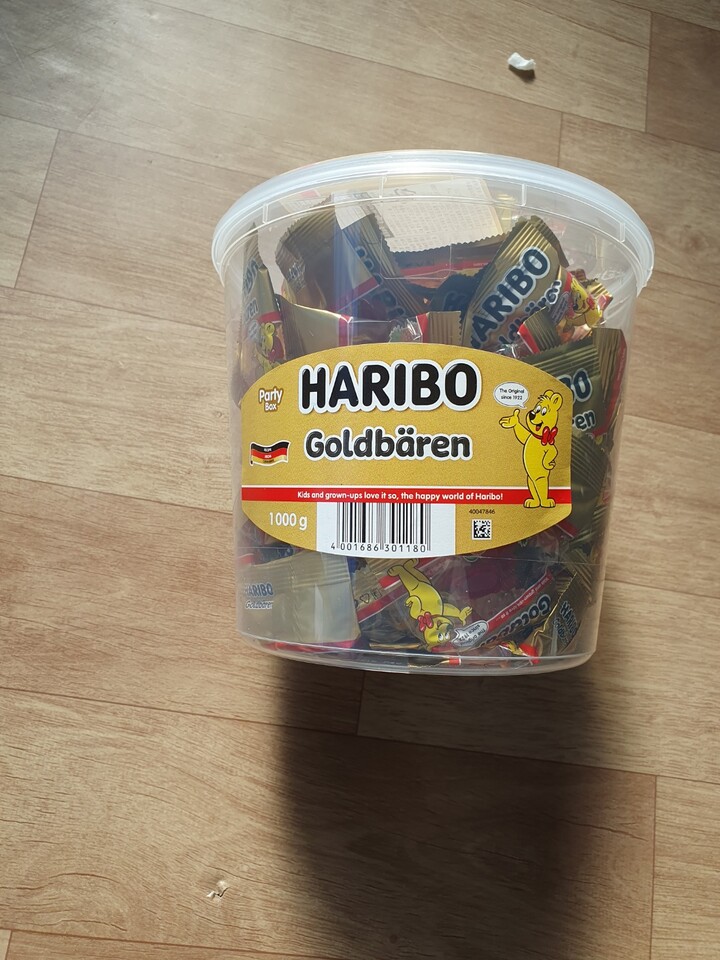 HARIBO
Party
Box
HARIBO
The Original
since 1922
Goldbären
Kids and grown-ups love it so, the happy world of Haribo!
1000 g
40047846
4 001686 301180
HARIBO
Goldbären